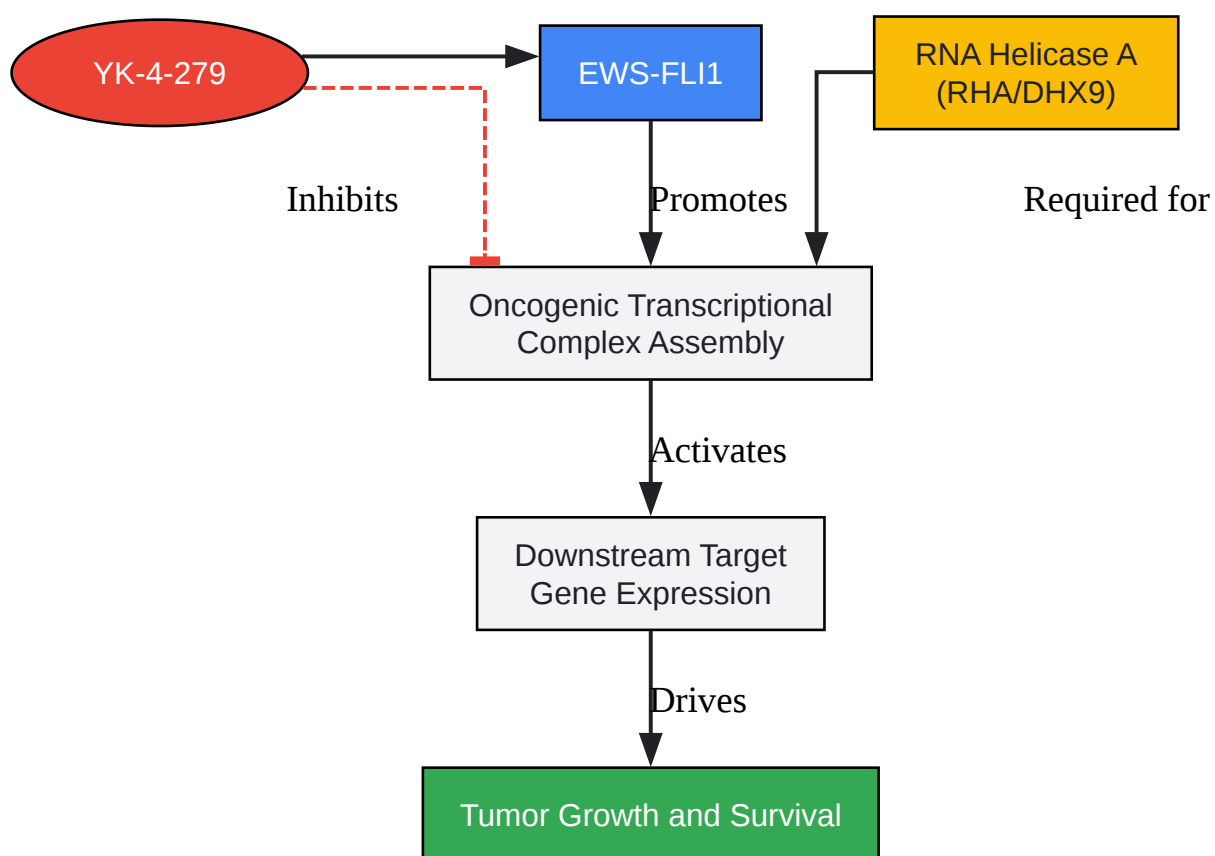 YK-4-279
EWS-FLI1
RNA Helicase A
(RHA/DHX9)
Inhibits
Promotes
Required for
Oncogenic Transcriptional
Complex Assembly
Activates
Downstream Target
Gene Expression
Drives
Tumor Growth and Survival